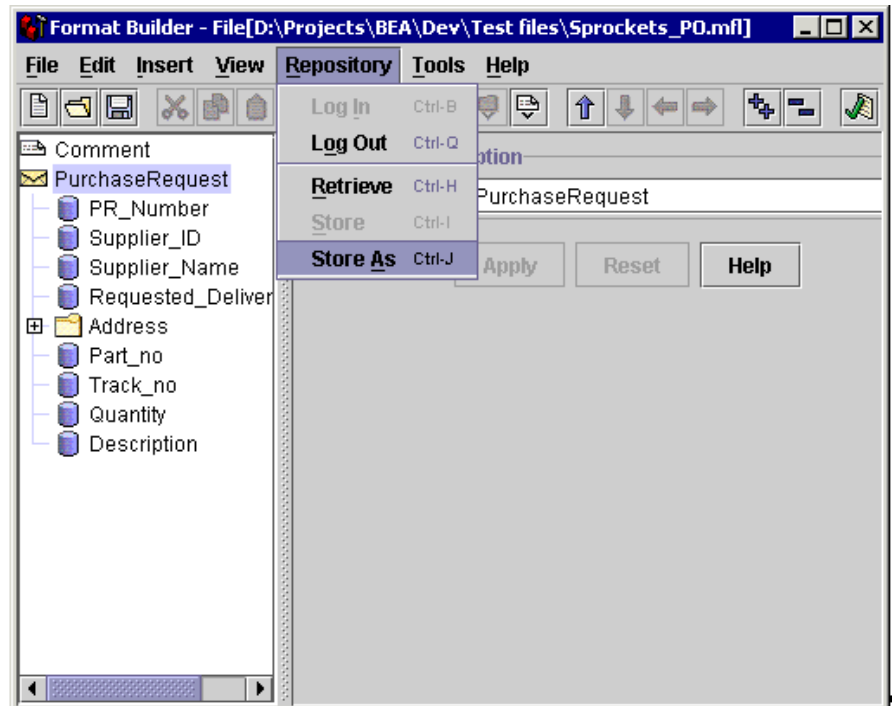 Format Builder - File[D:\Projects\BEA\Dev\Test files\Sprockets_PO.mfl]
File Edit Insert View Repository Tools Help
Log In Ctrl-B
Log Out Ctrl-Q
Retrieve Ctrl-H
Store Ctrl-I
Store As Ctrl-J
Comment
PurchaseRequest
PR_Number
Supplier_ID
Supplier_Name
Requested_Deliver
Address
Part_no
Track_no
Quantity
Description
ption
PurchaseRequest
Apply Reset Help